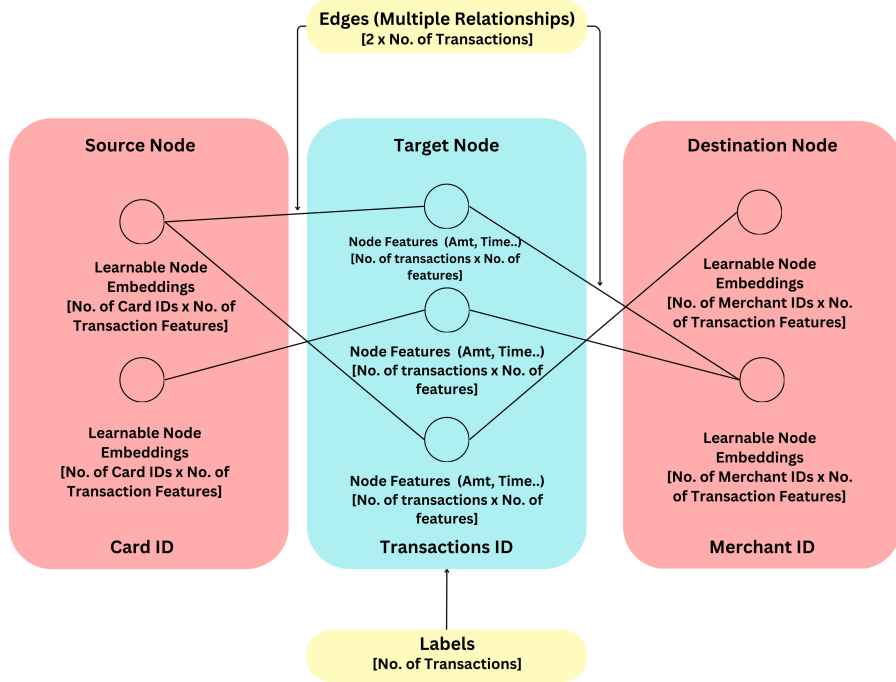 Edges (Multiple Relationships)
[2 x No. of Transactions]
Source Node
Learnable Node
Embeddings
[No. of Card IDs x No. of
Transaction Features]
Learnable Node
Embeddings
[No. of Card IDs x No. of
Transaction Features]
Card ID
Target Node
Node Features (Amt, Time..)
[No. of transactions x No. of
features]
Node Features (Amt, Time..)
[No. of transactions x No. of
features]
Node Features (Amt, Time..)
[No. of transactions x No. of
features]
Transactions ID
Destination Node
Learnable Node
Embeddings
[No. of Merchant IDs x No.
of Transaction Features]
Learnable Node
Embeddings
[No. of Merchant IDs x No.
of Transaction Features]
Merchant ID
Labels
[No. of Transactions]